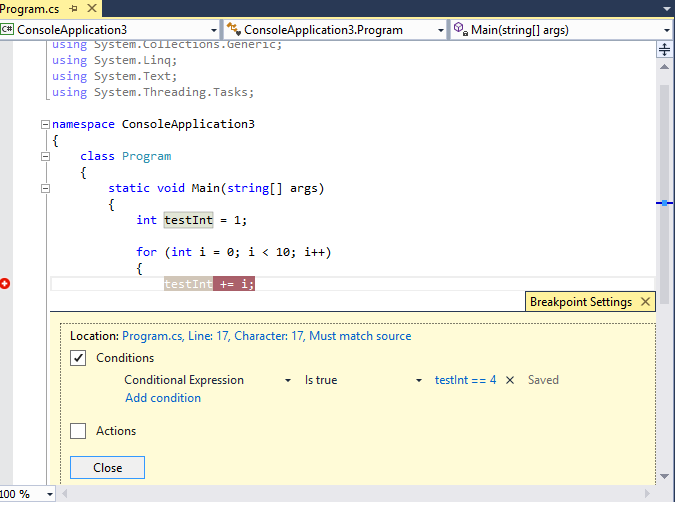 Program.cs
C# ConsoleApplication3 ConsoleApplication3.Program Main(string[] args)
using System.Collections.Generic;
using System.Linq;
using System.Text;
using System.Threading.Tasks;
namespace ConsoleApplication3
{
class Program
{
static void Main(string[] args)
{
int testInt = 1;
for (int i = 0; i < 10; i++)
{
testInt += i;
Breakpoint Settings
Location: Program.cs, Line: 17, Character: 17, Must match source
Conditions
Conditional Expression Is true testInt == 4 Saved
Add condition
Actions
Close
100 %